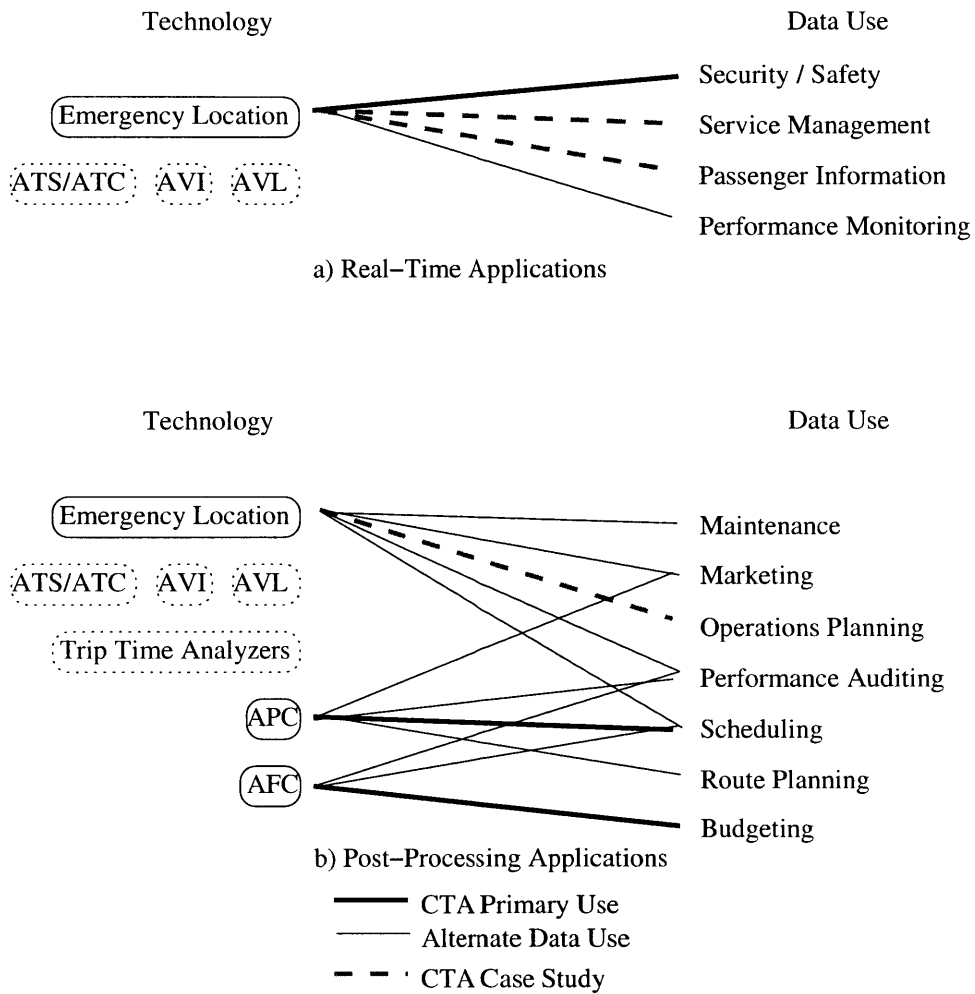 Technology Data Use
Security / Safety
Emergency Location
Service Management
ATS/ATC AVI AVL
Passenger Information
Performance Monitoring
a) Real-Time Applications
Technology Data Use
Emergency Location
Maintenance
ATS/ATC AVI AVL
Marketing
Operations Planning
Trip Time Analyzers
Performance Auditing
APC
Scheduling
AFC
Route Planning
Budgeting
b) Post-Processing Applications
CTA Primary Use
Alternate Data Use
CTA Case Study